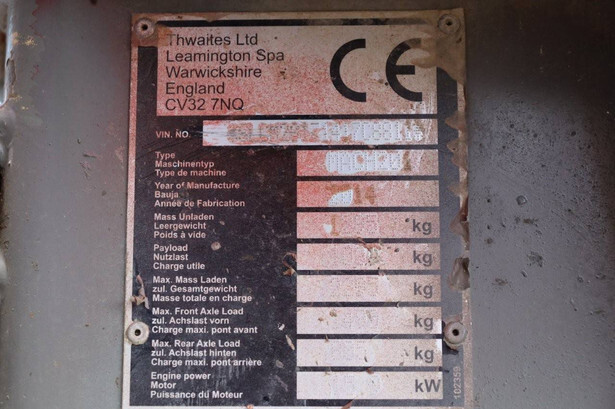 Thwaites Ltd
Leamington Spa
Warwickshire
England
CV32 7NQ
CE
VIN. NO.
Type
Maschinentyp
Type de machine
Year of Manufacture
Bauja
Année de Fabrication
Mass Unladen
Leergewicht
Poids à vide
kg
Payload
Nutzlast
Charge utile
kg
Max. Mass Laden
zul. Gesamtgewicht
Masse totale en charge
kg
Max. Front Axle Load
zul. Achslast vorn
Charge maxi. pont avant
kg
Max. Rear Axle Load
zul. Achslast hinten
Charge maxi. pont arrière
kg
Engine power
Motor
Puissance du Moteur
kW
102359